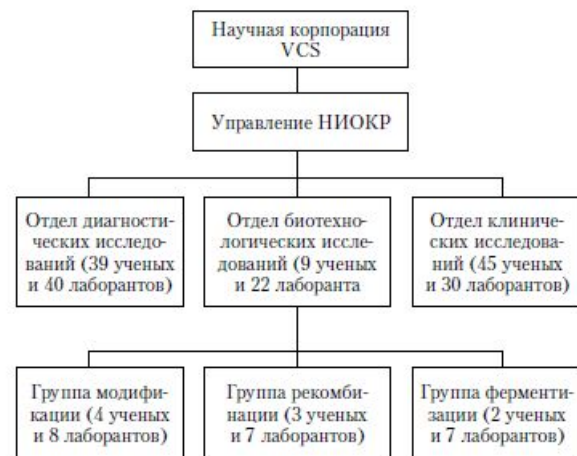 Научная корпорация
VCS
Управление НИОКР
Отдел диагности-
ческих исследо-
ваний (39 ученых
и 40 лаборантов)
Отдел биотехно-
логических иссле-
дований (9 ученых
и 22 лаборанта
Отдел клиниче-
ских исследова-
ний (45 ученых
и 30 лаборантов)
Группа модифи-
кации (4 ученых
и 8 лаборантов)
Группа рекомби-
нации (3 ученых
и 7 лаборантов)
Группа ферменти-
зации (2 ученых
и 7 лаборантов)